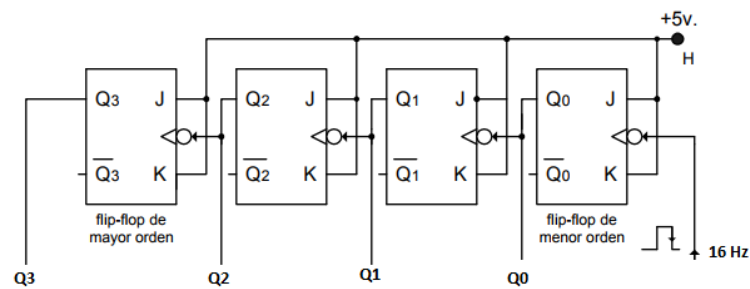 +5v.
H
Q3 J
Q2 J
Q1 J
Q0 J
Q3 K
Q2 K
Q1 K
Q0 K
flip-flop de
mayor orden
flip-flop de
menor orden
16 Hz
Q3
Q2
Q1
Q0